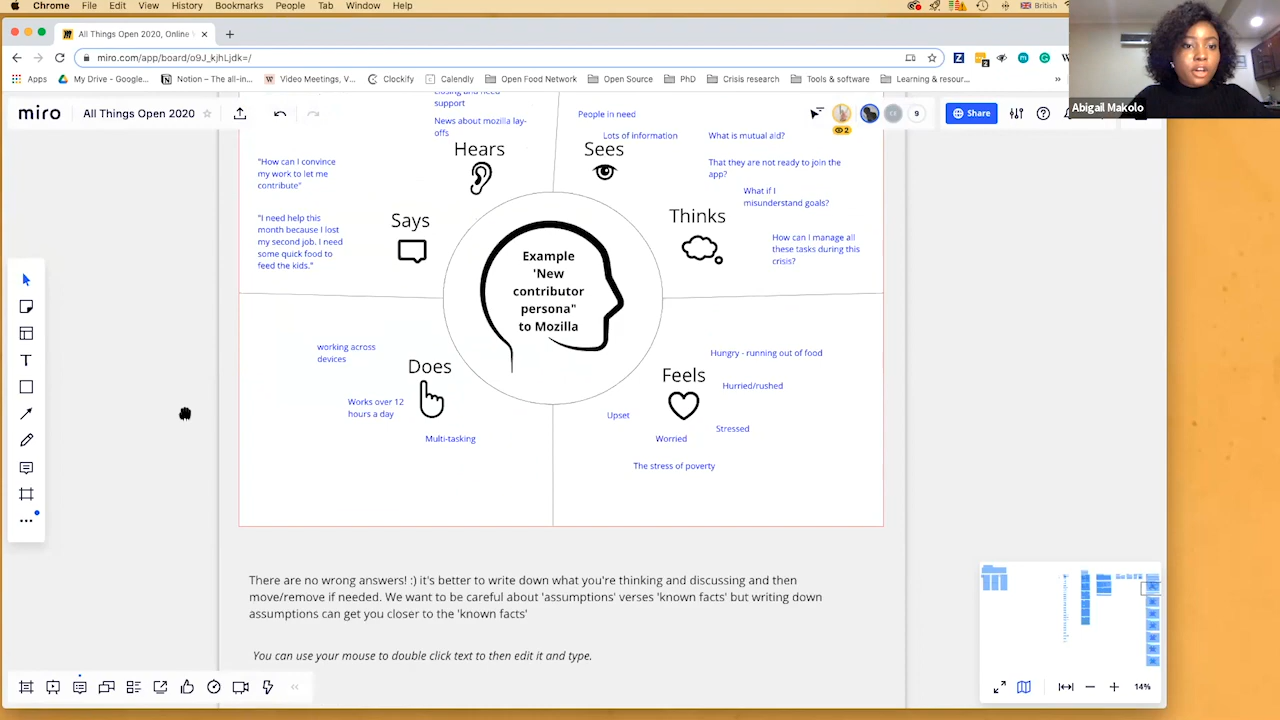 Chrome File Edit View History Bookmarks People Tab Window Help
British
All Things Open 2020, Online
miro.com/app/board/o9J_kjhLjdk=/
Apps My Drive - Google... Notion – The all-in... Video Meetings, V... Clockify Calendly Open Food Network Open Source PhD Crisis research Tools & software Learning & resour... »
Abigail Makolo
miro All Things Open 2020
9
Share
2
closing and need
support
News about mozilla lay-
offs
Hears
People in need
Lots of information
Sees
What is mutual aid?
That they are not ready to join the
app?
What if I
misunderstand goals?
Thinks
How can I manage all
these tasks during this
crisis?
"How can I convince
my work to let me
contribute"
Says
"I need help this
month because I lost
my second job. I need
some quick food to
feed the kids."
Example
'New
contributor
persona"
to Mozilla
working across
devices
Does
Works over 12
hours a day
Multi-tasking
Hungry - running out of food
Feels
Hurried/rushed
Upset
Stressed
Worried
The stress of poverty
There are no wrong answers! :) it's better to write down what you're thinking and discussing and then
move/remove if needed. We want to be careful about 'assumptions' verses 'known facts' but writing down
assumptions can get you closer to the 'known facts'
You can use your mouse to double click text to then edit it and type.
14%